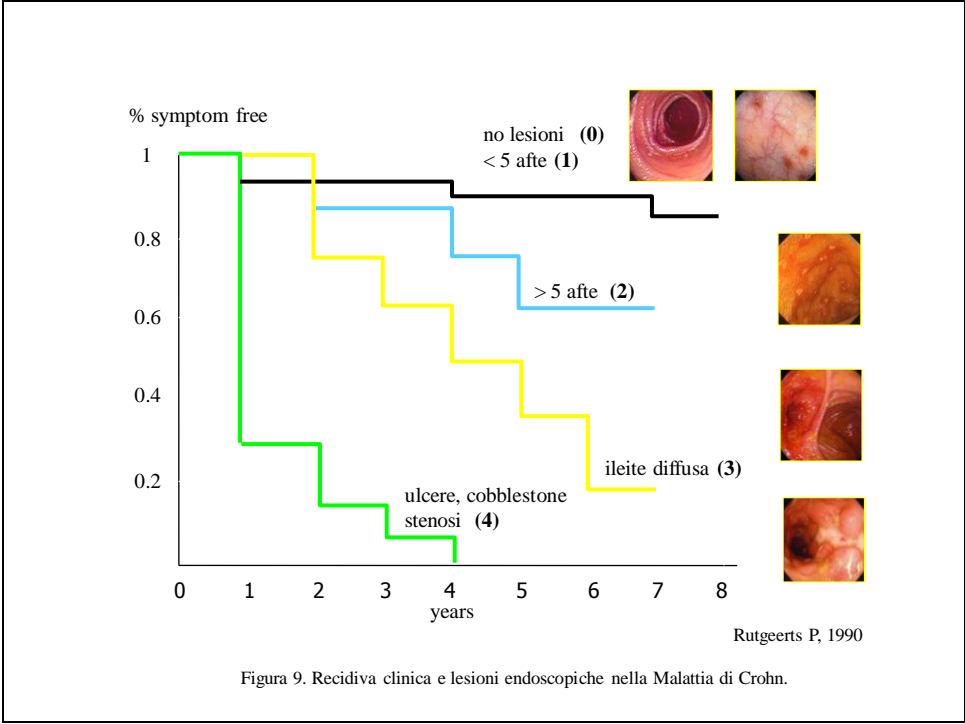 % symptom free
no lesioni (0)
< 5 afte (1)
1
0.8
> 5 afte (2)
0.6
0.4
ileite diffusa (3)
0.2
ulcere, cobblestone
stenosi (4)
0 1 2 3 4 5 6 7 8
years
Rutgeerts P, 1990
Figura 9. Recidiva clinica e lesioni endoscopiche nella Malattia di Crohn.